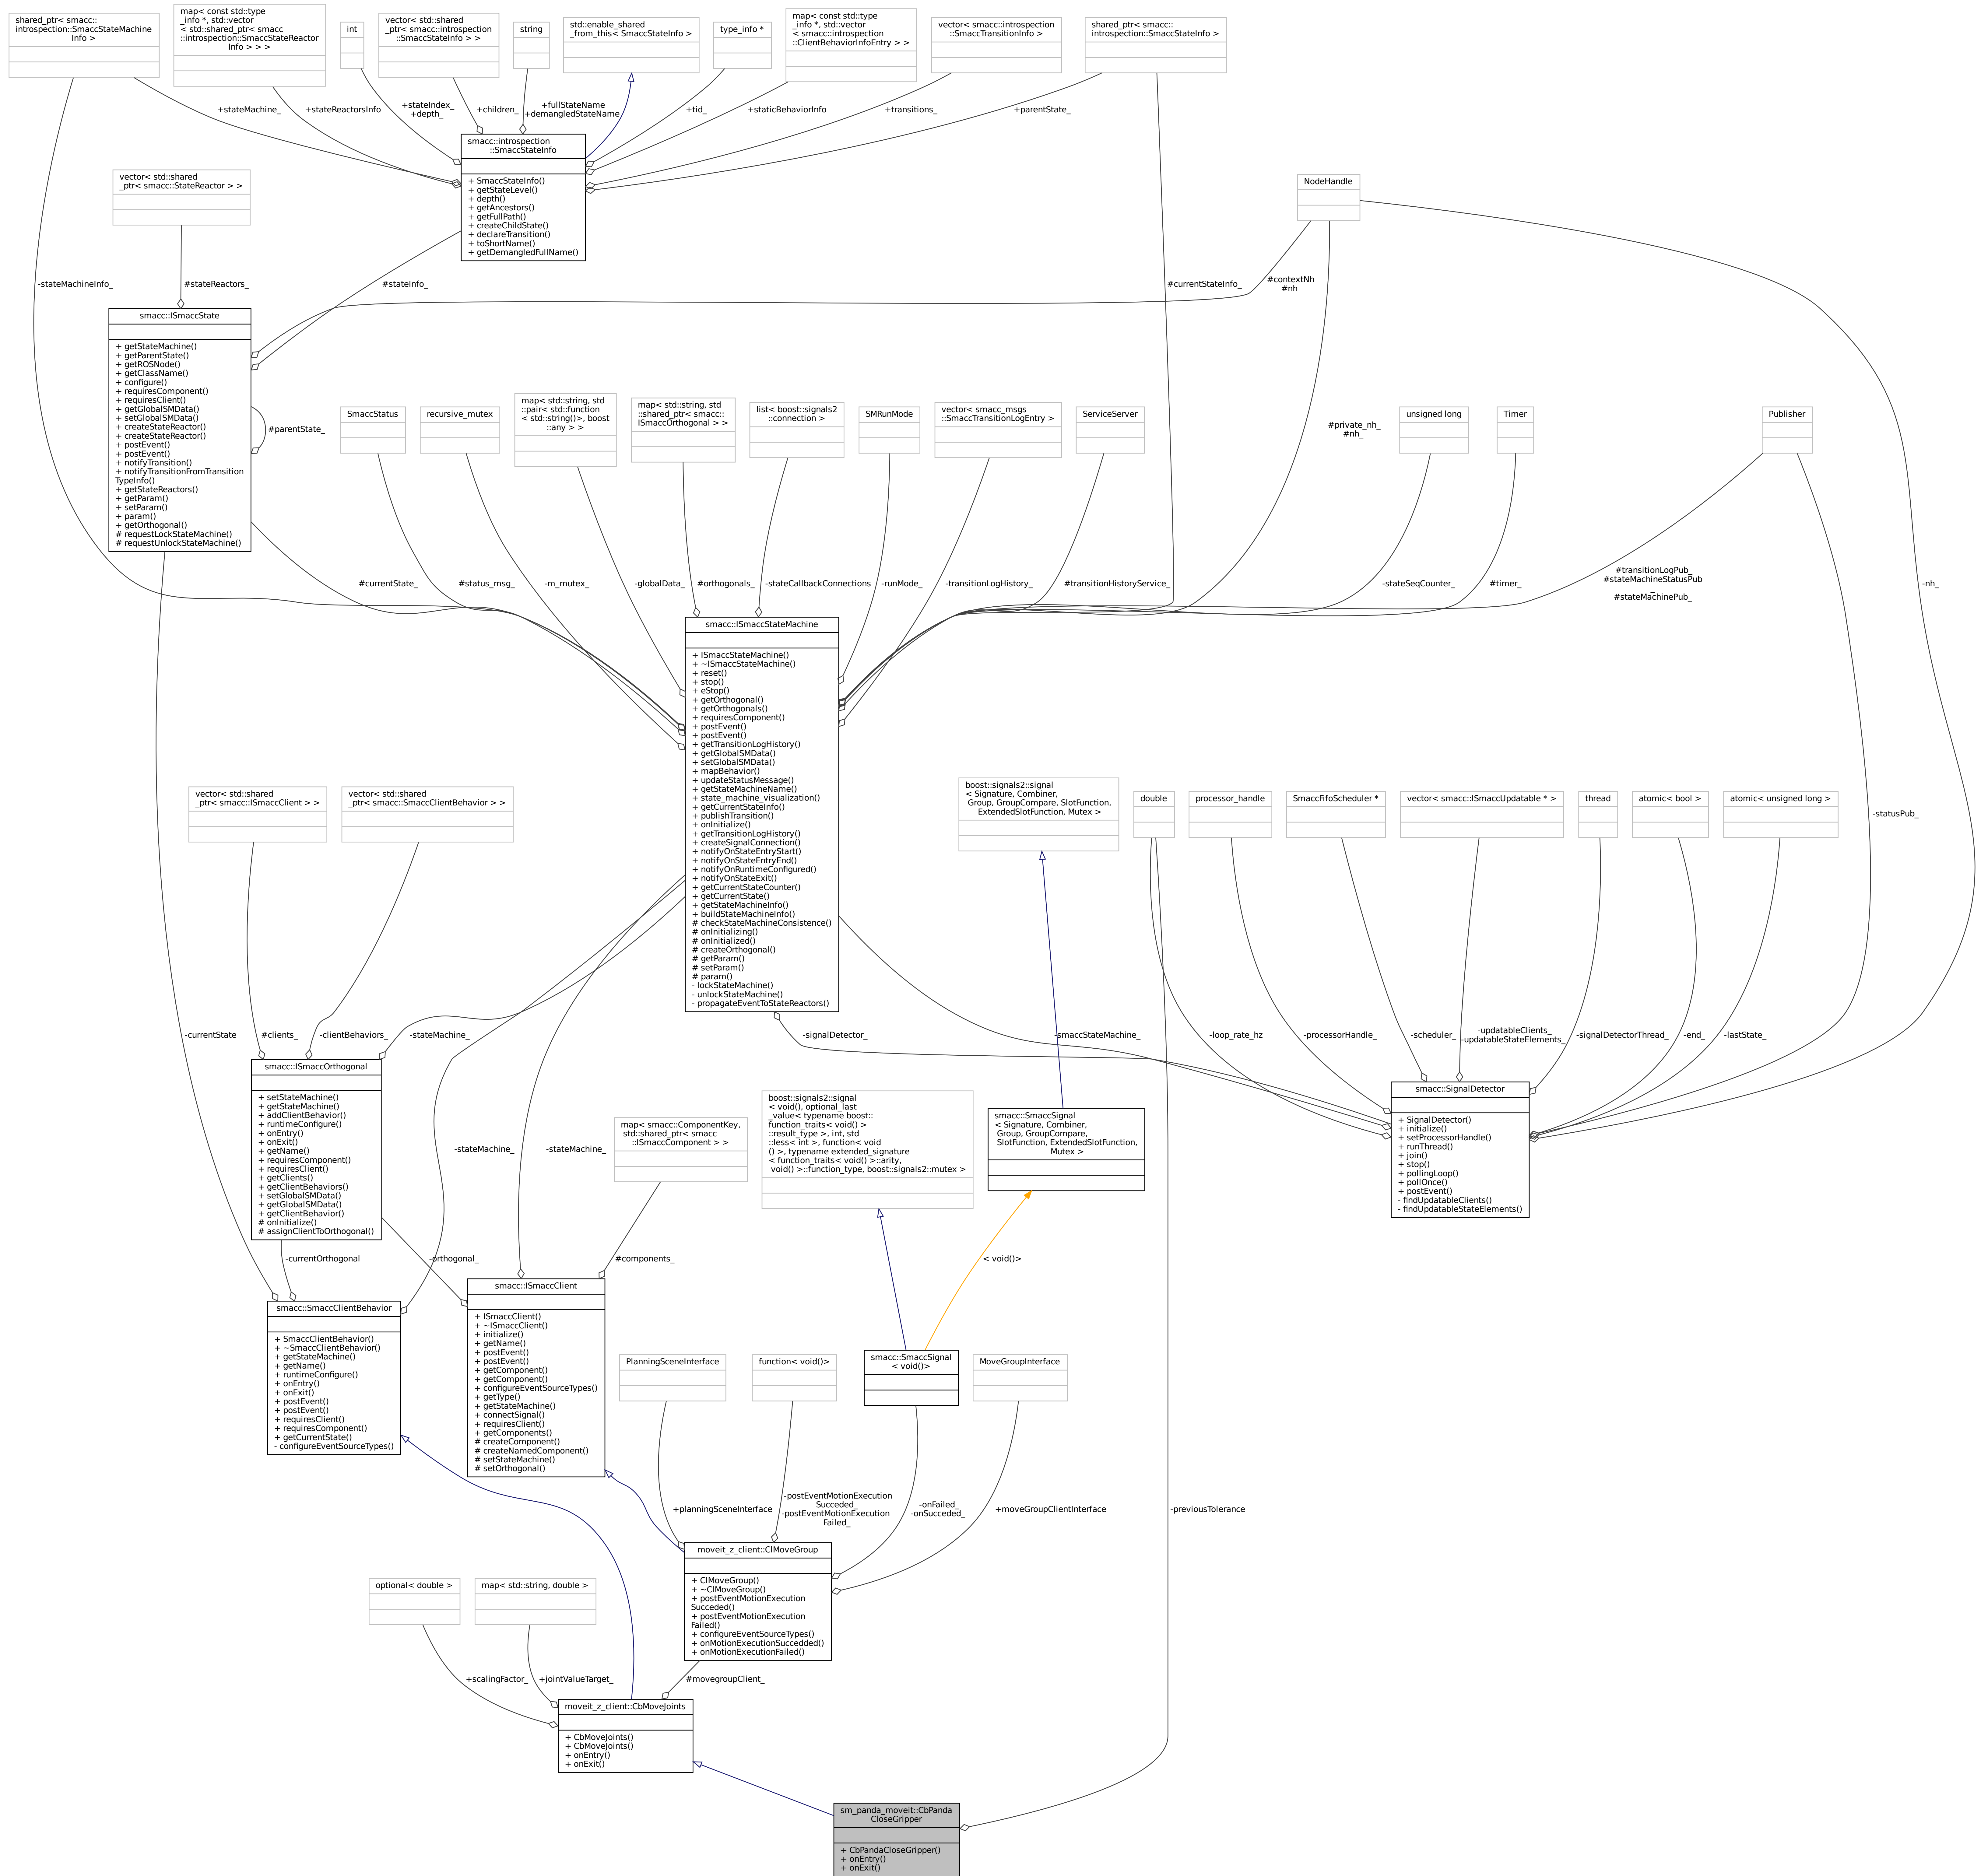 shared_ptr< smacc::
introspection::SmaccStateMachine
Info >
map< const std::type
_info *, std::vector
< std::shared_ptr< smacc
::introspection::SmaccStateReactor
Info > > >
int
vector< std::shared
_ptr< smacc::introspection
::SmaccStateInfo > >
string
std::enable_shared
_from_this< SmaccStateInfo >
type_info *
map< const std::type
_info *, std::vector
< smacc::introspection
::ClientBehaviorInfoEntry > >
vector< smacc::introspection
::SmaccTransitionInfo >
shared_ptr< smacc::
introspection::SmaccStateInfo >
+stateMachine_
+stateReactorsInfo
+stateIndex_
+depth_
+children_
+fullStateName
+demangledStateName
+tid_
+staticBehaviorInfo
+transitions_
+parentState_
smacc::introspection
::SmaccStateInfo
+ SmaccStateInfo()
+ getStateLevel()
+ depth()
+ getAncestors()
+ getFullPath()
+ createChildState()
+ declareTransition()
+ toShortName()
+ getDemangledFullName()
vector< std::shared
_ptr< smacc::StateReactor > >
NodeHandle
-stateMachineInfo_
#stateReactors_
#stateInfo_
#currentStateInfo_
#contextNh
#nh
smacc::ISmaccState
+ getStateMachine()
+ getParentState()
+ getROSNode()
+ getClassName()
+ configure()
+ requiresComponent()
+ requiresClient()
+ getGlobalSMData()
+ setGlobalSMData()
+ createStateReactor()
+ createStateReactor()
+ postEvent()
+ postEvent()
+ notifyTransition()
+ notifyTransitionFromTransition
TypeInfo()
+ getStateReactors()
+ getParam()
+ setParam()
+ param()
+ getOrthogonal()
# requestLockStateMachine()
# requestUnlockStateMachine()
#parentState_
SmaccStatus
recursive_mutex
map< std::string, std
::pair< std::function
< std::string()>, boost
::any > >
map< std::string, std
::shared_ptr< smacc::
ISmaccOrthogonal > >
list< boost::signals2
::connection >
SMRunMode
vector< smacc_msgs
::SmaccTransitionLogEntry >
ServiceServer
#private_nh_
#nh_
unsigned long
Timer
Publisher
#currentState_
#status_msg_
-m_mutex_
-globalData_
#orthogonals_
-stateCallbackConnections
-runMode_
-transitionLogHistory_
#transitionHistoryService_
-stateSeqCounter_
#timer_
#transitionLogPub_
#stateMachineStatusPub
_
#stateMachinePub_
-nh_
smacc::ISmaccStateMachine
+ ISmaccStateMachine()
+ ~ISmaccStateMachine()
+ reset()
+ stop()
+ eStop()
+ getOrthogonal()
+ getOrthogonals()
+ requiresComponent()
+ postEvent()
+ postEvent()
+ getTransitionLogHistory()
+ getGlobalSMData()
+ setGlobalSMData()
+ mapBehavior()
+ updateStatusMessage()
+ getStateMachineName()
+ state_machine_visualization()
+ getCurrentStateInfo()
+ publishTransition()
+ onInitialize()
+ getTransitionLogHistory()
+ createSignalConnection()
+ notifyOnStateEntryStart()
+ notifyOnStateEntryEnd()
+ notifyOnRuntimeConfigured()
+ notifyOnStateExit()
+ getCurrentStateCounter()
+ getCurrentState()
+ getStateMachineInfo()
+ buildStateMachineInfo()
# checkStateMachineConsistence()
# onInitializing()
# onInitialized()
# createOrthogonal()
# getParam()
# setParam()
# param()
- lockStateMachine()
- unlockStateMachine()
- propagateEventToStateReactors()
vector< std::shared
_ptr< smacc::ISmaccClient > >
vector< std::shared
_ptr< smacc::SmaccClientBehavior > >
boost::signals2::signal
< Signature, Combiner,
Group, GroupCompare, SlotFunction,
ExtendedSlotFunction, Mutex >
double
processor_handle
SmaccFifoScheduler *
vector< smacc::ISmaccUpdatable * >
thread
atomic< bool >
atomic< unsigned long >
-statusPub_
-currentState
#clients_
-clientBehaviors_
-stateMachine_
-signalDetector_
-smaccStateMachine_
-loop_rate_hz
-processorHandle_
-scheduler_
-updatableClients_
-updatableStateElements_
-signalDetectorThread_
-end_
-lastState_
smacc::ISmaccOrthogonal
+ setStateMachine()
+ getStateMachine()
+ addClientBehavior()
+ runtimeConfigure()
+ onEntry()
+ onExit()
+ getName()
+ requiresComponent()
+ requiresClient()
+ getClients()
+ getClientBehaviors()
+ setGlobalSMData()
+ getGlobalSMData()
+ getClientBehavior()
# onInitialize()
# assignClientToOrthogonal()
smacc::SignalDetector
+ SignalDetector()
+ initialize()
+ setProcessorHandle()
+ runThread()
+ join()
+ stop()
+ pollingLoop()
+ pollOnce()
+ postEvent()
- findUpdatableClients()
- findUpdatableStateElements()
-stateMachine_
-stateMachine_
map< smacc::ComponentKey,
std::shared_ptr< smacc
::ISmaccComponent > >
boost::signals2::signal
< void(), optional_last
_value< typename boost::
function_traits< void() >
::result_type >, int, std
::less< int >, function< void
() >, typename extended_signature
< function_traits< void() >::arity,
void() >::function_type, boost::signals2::mutex >
smacc::SmaccSignal
< Signature, Combiner,
Group, GroupCompare,
SlotFunction, ExtendedSlotFunction,
Mutex >
-currentOrthogonal
-orthogonal_
#components_
< void()>
smacc::SmaccClientBehavior
+ SmaccClientBehavior()
+ ~SmaccClientBehavior()
+ getStateMachine()
+ getName()
+ runtimeConfigure()
+ onEntry()
+ onExit()
+ postEvent()
+ postEvent()
+ requiresClient()
+ requiresComponent()
+ getCurrentState()
- configureEventSourceTypes()
smacc::ISmaccClient
+ ISmaccClient()
+ ~ISmaccClient()
+ initialize()
+ getName()
+ postEvent()
+ postEvent()
+ getComponent()
+ getComponent()
+ configureEventSourceTypes()
+ getType()
+ getStateMachine()
+ connectSignal()
+ requiresClient()
+ getComponents()
# createComponent()
# createNamedComponent()
# setStateMachine()
# setOrthogonal()
PlanningSceneInterface
function< void()>
smacc::SmaccSignal
< void()>
MoveGroupInterface
+planningSceneInterface
-postEventMotionExecution
Succeded_
-postEventMotionExecution
Failed_
-onFailed_
-onSucceded_
+moveGroupClientInterface
-previousTolerance
moveit_z_client::ClMoveGroup
+ ClMoveGroup()
+ ~ClMoveGroup()
+ postEventMotionExecution
Succeded()
+ postEventMotionExecution
Failed()
+ configureEventSourceTypes()
+ onMotionExecutionSuccedded()
+ onMotionExecutionFailed()
optional< double >
map< std::string, double >
+scalingFactor_
+jointValueTarget_
#movegroupClient_
moveit_z_client::CbMoveJoints
+ CbMoveJoints()
+ CbMoveJoints()
+ onEntry()
+ onExit()
sm_panda_moveit::CbPanda
CloseGripper
+ CbPandaCloseGripper()
+ onEntry()
+ onExit()